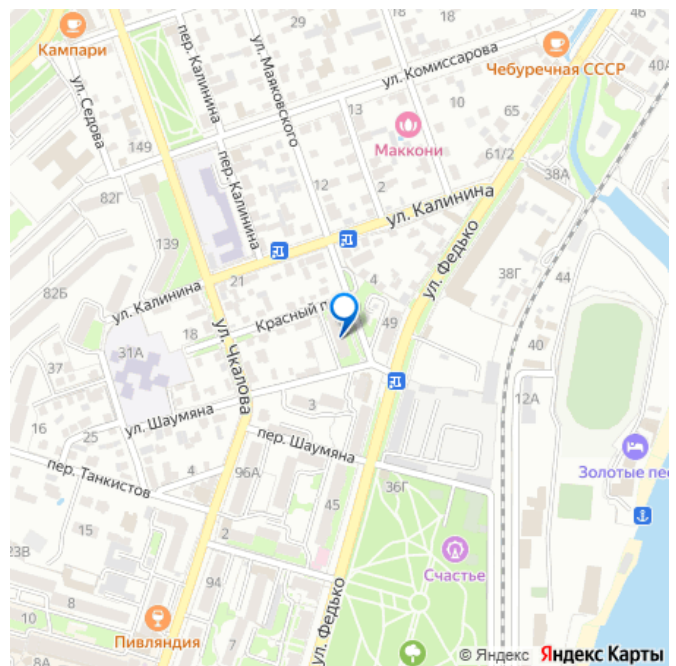 46
18
29
18
18
Кампари
пер. Калинина
ул. Маяковского
ул. Комиссарова
Чебуречная СССР
40А
ул. Седова
13
10
65
149
Маккони
61/2
пер. Калинина
12
2
38А
82Г
ул. Калинина
139
21
4
ул. Федько
38Г
44
82Б
ул. Калинина
Красный п
49
18
31А
ул. Чкалова
40
37
12А
3
16
ул. Шаумяна
25
пер. Шаумяна
Золотые пес
4
96А
пер. Танкистов
36Г
45
15
23В
2
Счастье
94
8
10
ул. Федько
Пивляндия
7
8А
© Яндекс Яндекс Карты